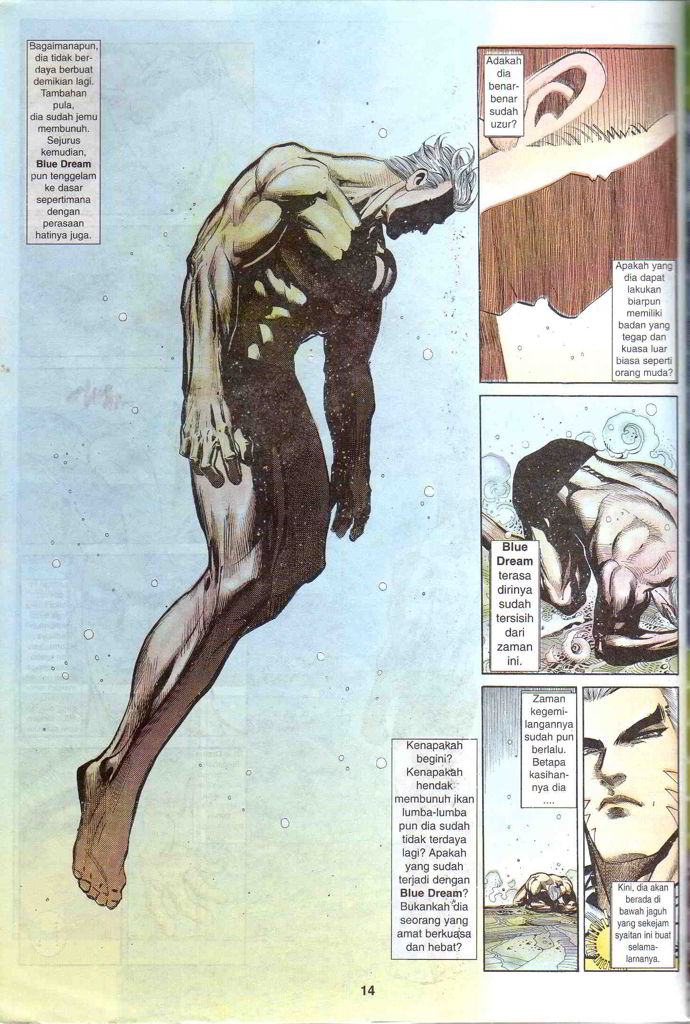 Bagaimanapun,
dia tidak ber-
daya berbuat
demikian lagi.
Tambahan
pula,
dia sudah jemu
membunuh.
Sejurus
kemudian,
Blue Dream
pun tenggelam
ke dasar
sepertimana
dengan
perasaan
hatinya juga.
Kenapakah
begini?
Kenapakah
hendak
membunuh ikan
lumba-lumba
pun dia sudah
tidak terdaya
lagi? Apakah
yang sudah
terjadi dengan
Blue Dream?
Bukankah dia
seorang yang
amat berkuasa
dan hebat?
Adakah
dia
benar-
benar
sudah
uzur?
Apakah yang
dia dapat
lakukan
biarpun
memiliki
badan yang
tegap dan
kuasa luar
biasa seperti
orang muda?
Blue
Dream
terasa
dirinya
sudah
tersisih
dari
zaman
ini.
Zaman
kegemi-
langannya
sudah pun
berlalu.
Betapa
kasihan-
nya dia
....
Kini, dia akan
berada di
bawah jaguh
yang sekejam
syaitan ini buat
selama-
lamanya.
14